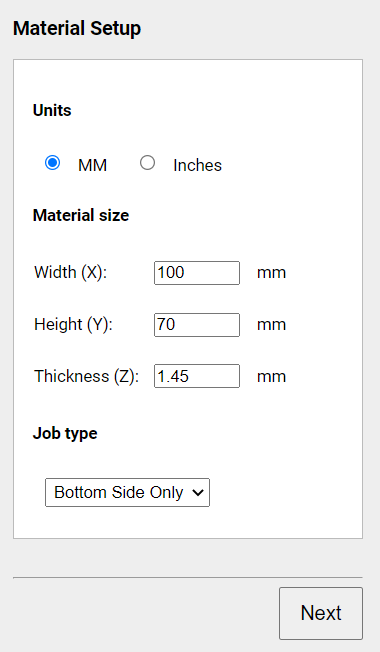 Material Setup
Units
MM Inches
Material size
Width (X): 100 mm
Height (Y): 70 mm
Thickness (Z): 1.45 mm
Job type
Bottom Side Only
Next